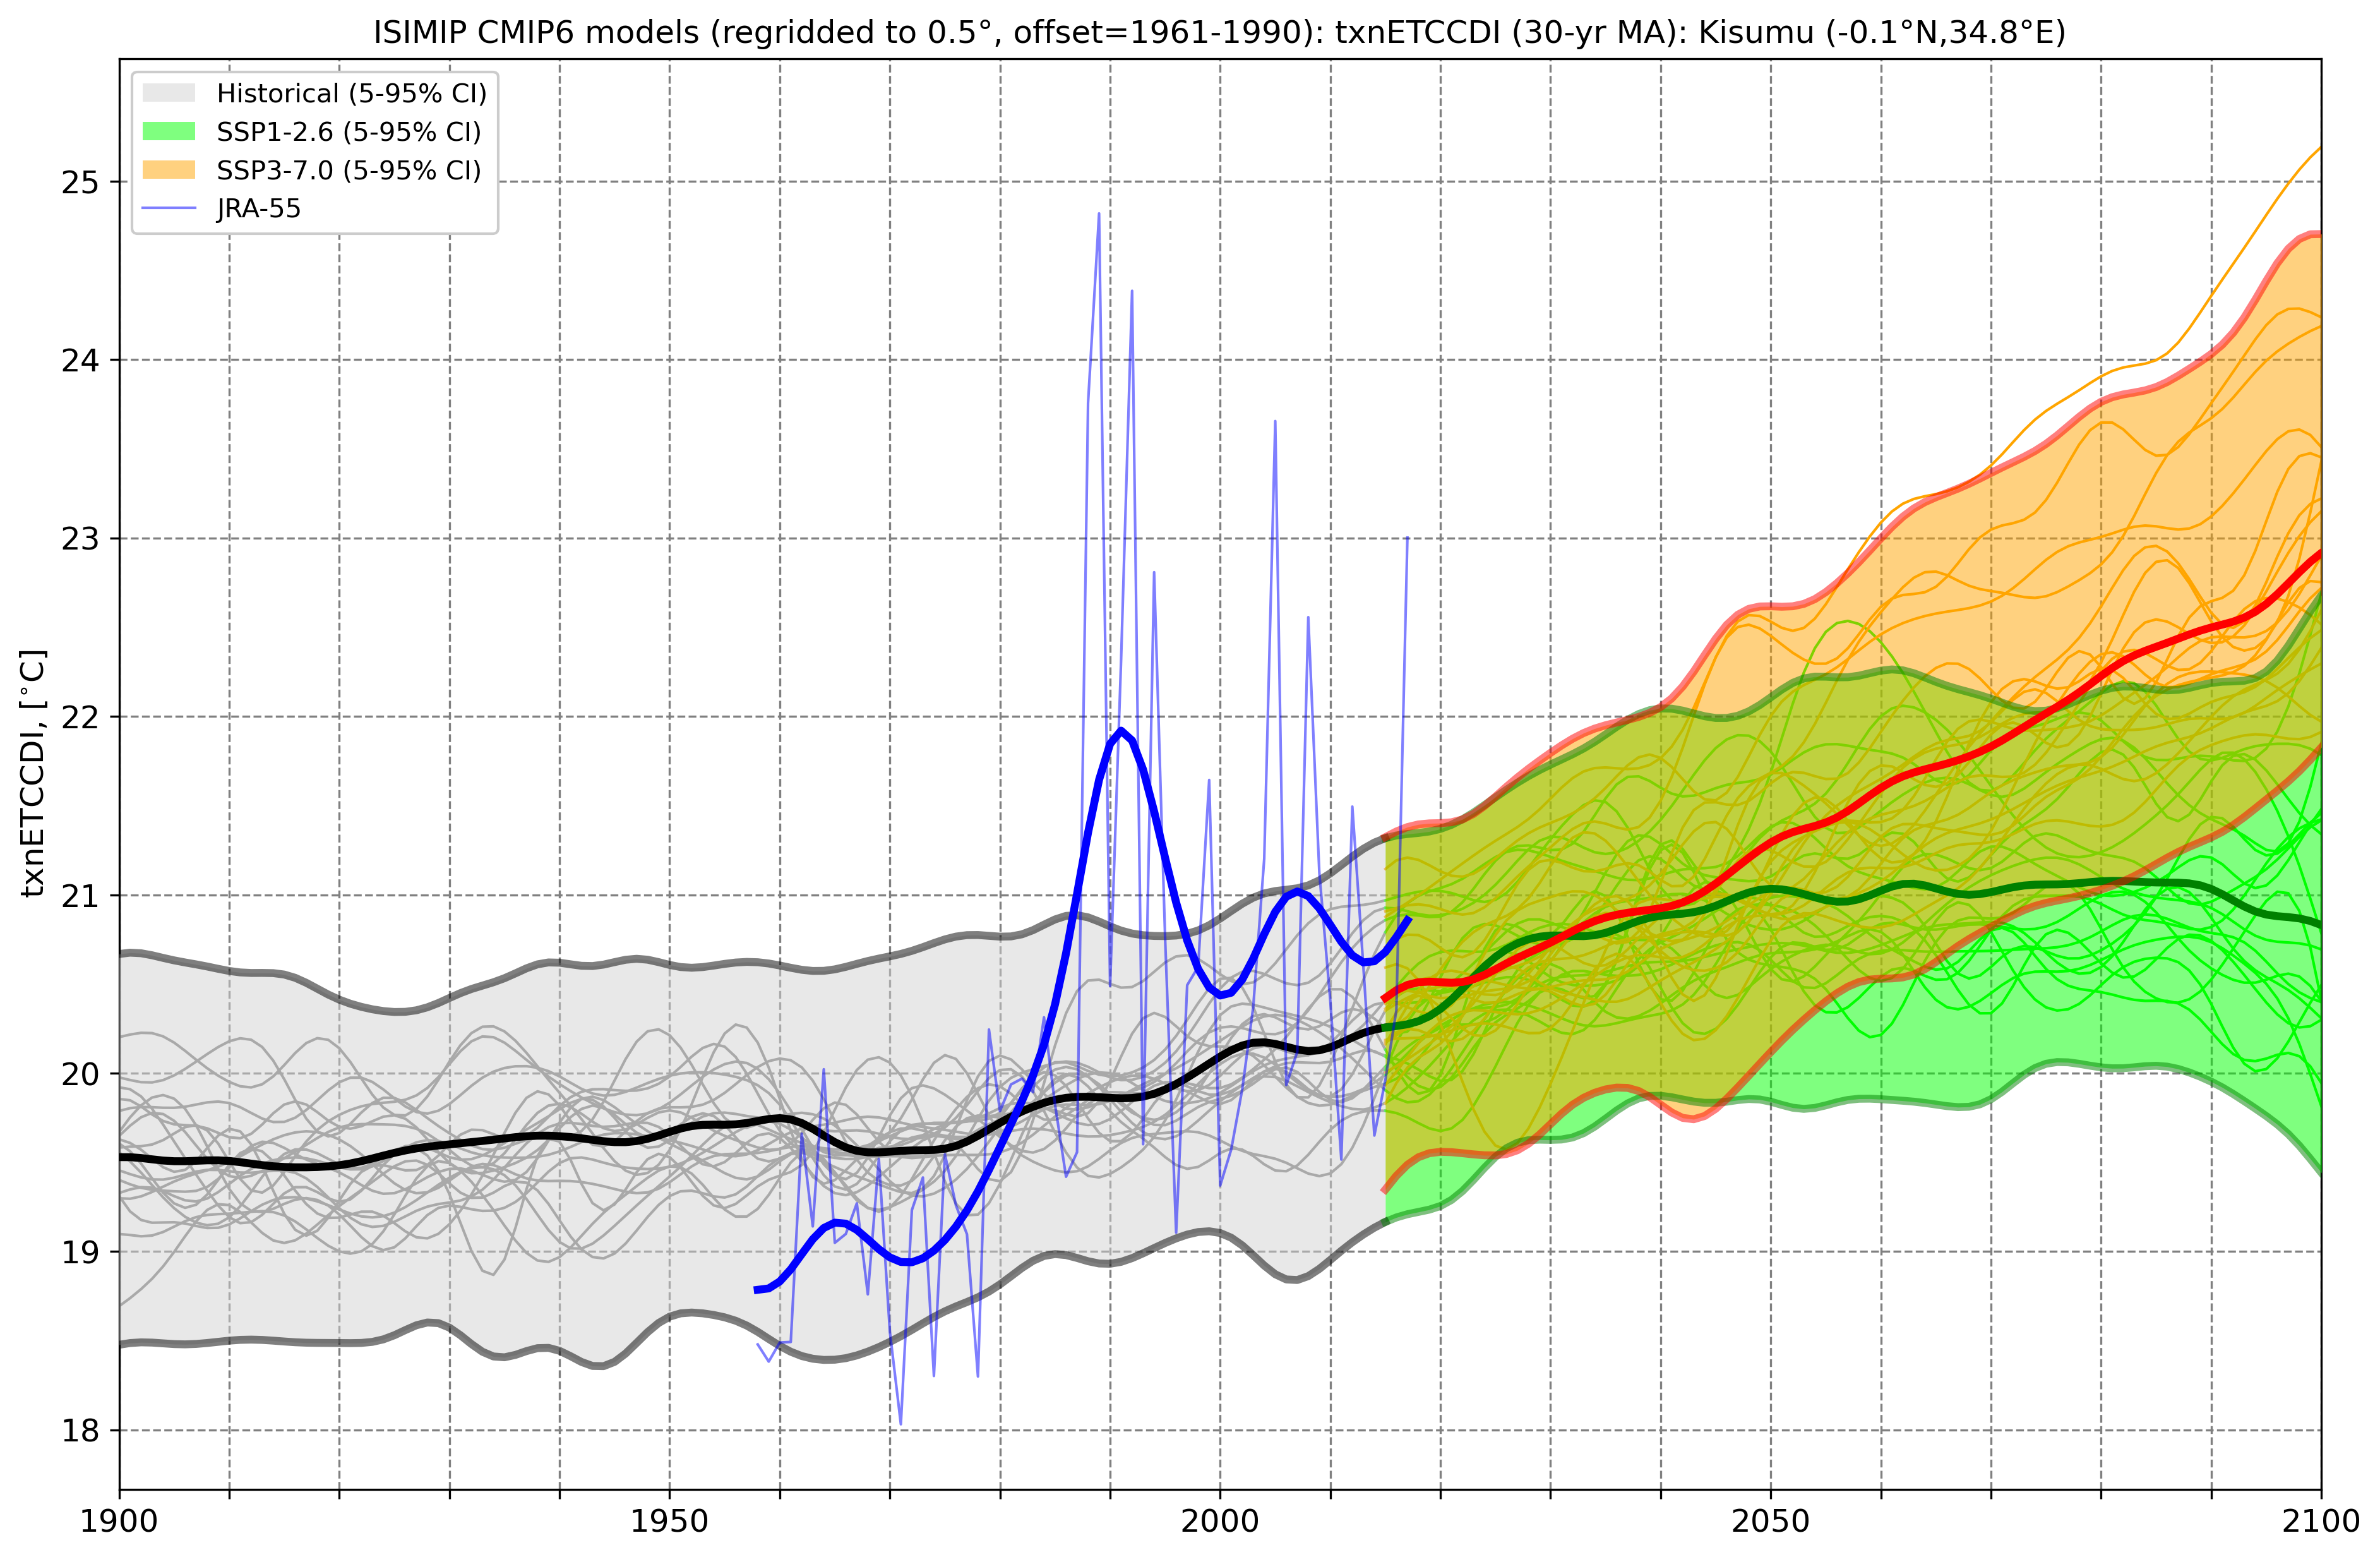 ISIMIP CMIP6 models (regridded to 0.5°, offset=1961-1990): txnETCCDI (30-yr MA): Kisumu (-0.1°N,34.8°E)
Historical (5-95% CI)
SSP1-2.6 (5-95% CI)
SSP3-7.0 (5-95% CI)
JRA-55
txnETCCDI, [°C]
25
24
23
22
21
20
19
18
1900
1950
2000
2050
2100